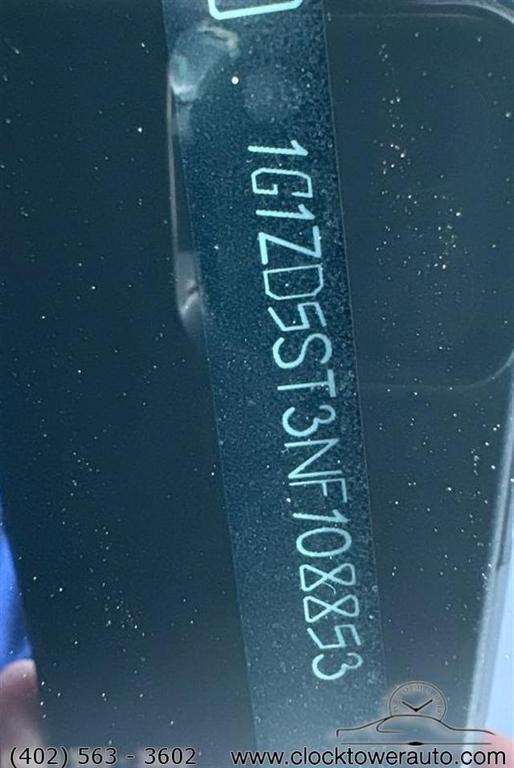 1G1ZD5ST3NF108853
(402) 563 - 3602
www.clocktowerauto.com